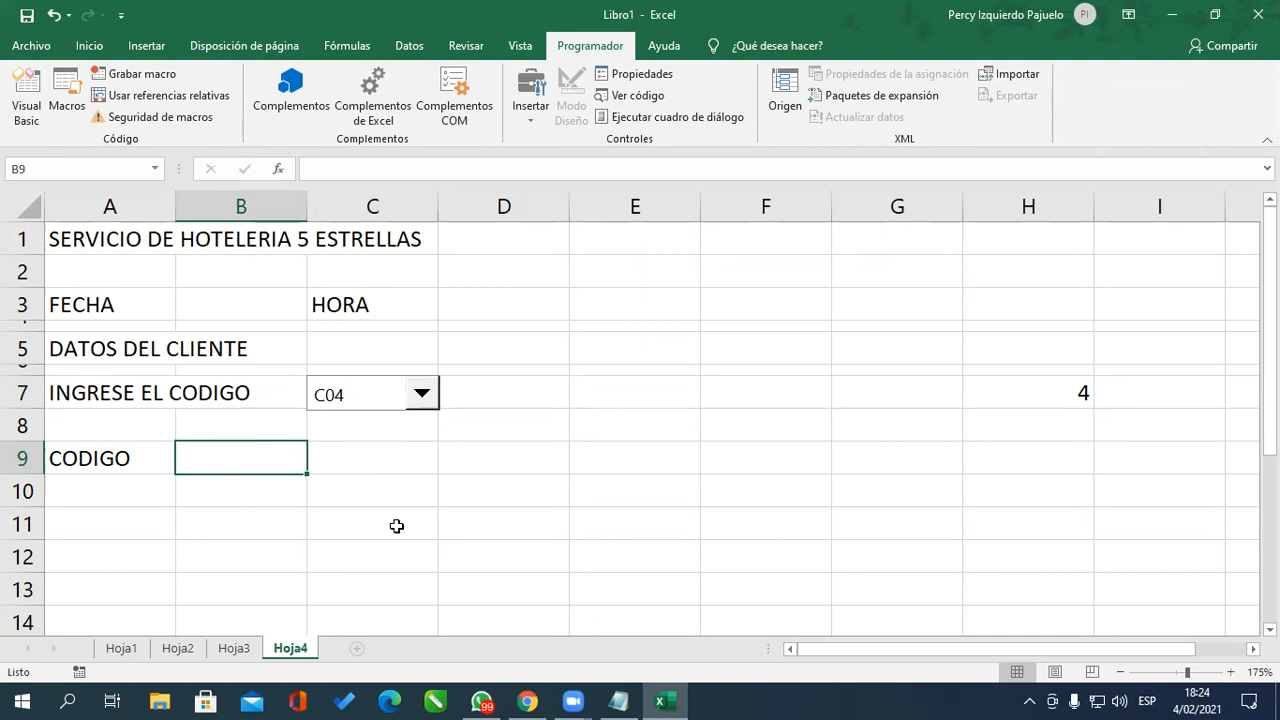 Libro1 - Excel
Percy Izquierdo Pajuelo
PI
Archivo Inicio Insertar Disposición de página Fórmulas Datos Revisar Vista Programador Ayuda ¿Qué desea hacer? Compartir
Visual Basic
Macros
Grabar macro
Usar referencias relativas
Seguridad de macros
Código
Complementos
Complementos de Excel
Complementos COM
Complementos
Insertar
Modo Diseño
Propiedades
Ver código
Ejecutar cuadro de diálogo
Controles
Origen
Propiedades de la asignación
Paquetes de expansión
Actualizar datos
Importar
Exportar
XML
B9
fx
A B C D E F G H I
1 SERVICIO DE HOTELERIA 5 ESTRELLAS
2
3 FECHA HORA
5 DATOS DEL CLIENTE
7 INGRESE EL CODIGO C04 4
8
9 CODIGO
10
11
12
13
14
Hoja1 Hoja2 Hoja3 Hoja4
Listo
175%
99
ESP
18:24
4/02/2021